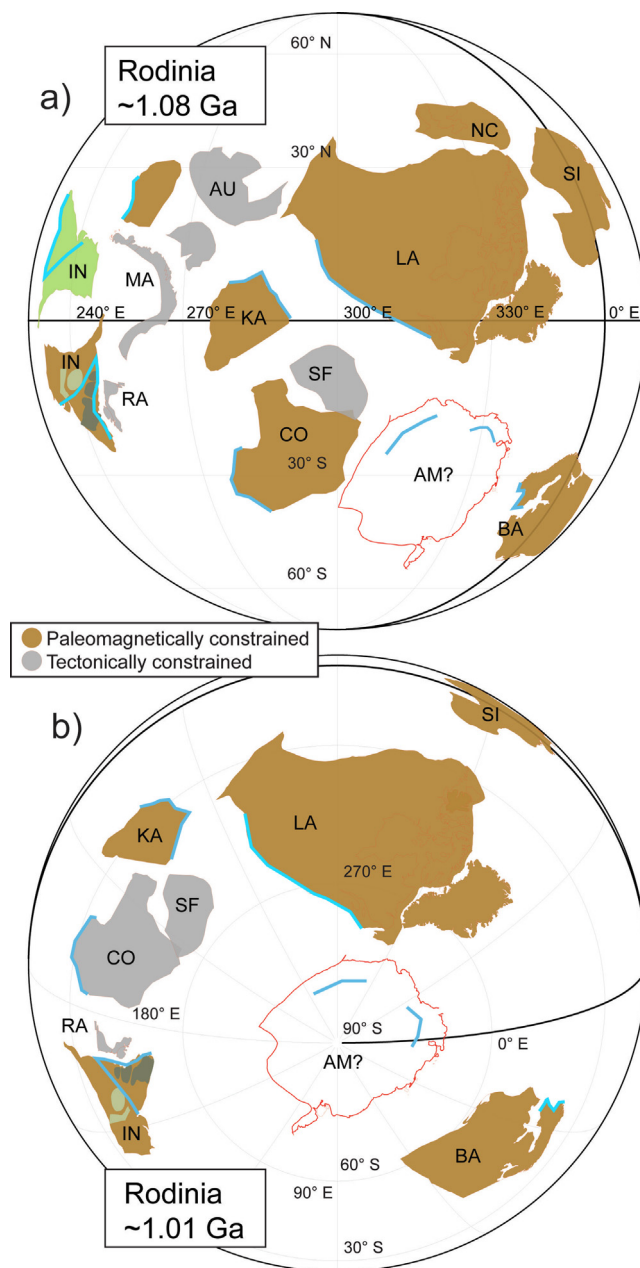 a)
Rodinia
~1.08 Ga
60° N
30° N
NC
SI
AU
IN
MA
LA
240° E
270° E
KA
300° E
330° E
0° E
IN
RA
SF
CO
30° S
AM?
BA
60° S
Paleomagnetically constrained
Tectonically constrained
b)
SI
KA
LA
270° E
SF
CO
180° E
RA
90° S
0° E
AM?
IN
BA
60° S
90° E
Rodinia
~1.01 Ga
30° S